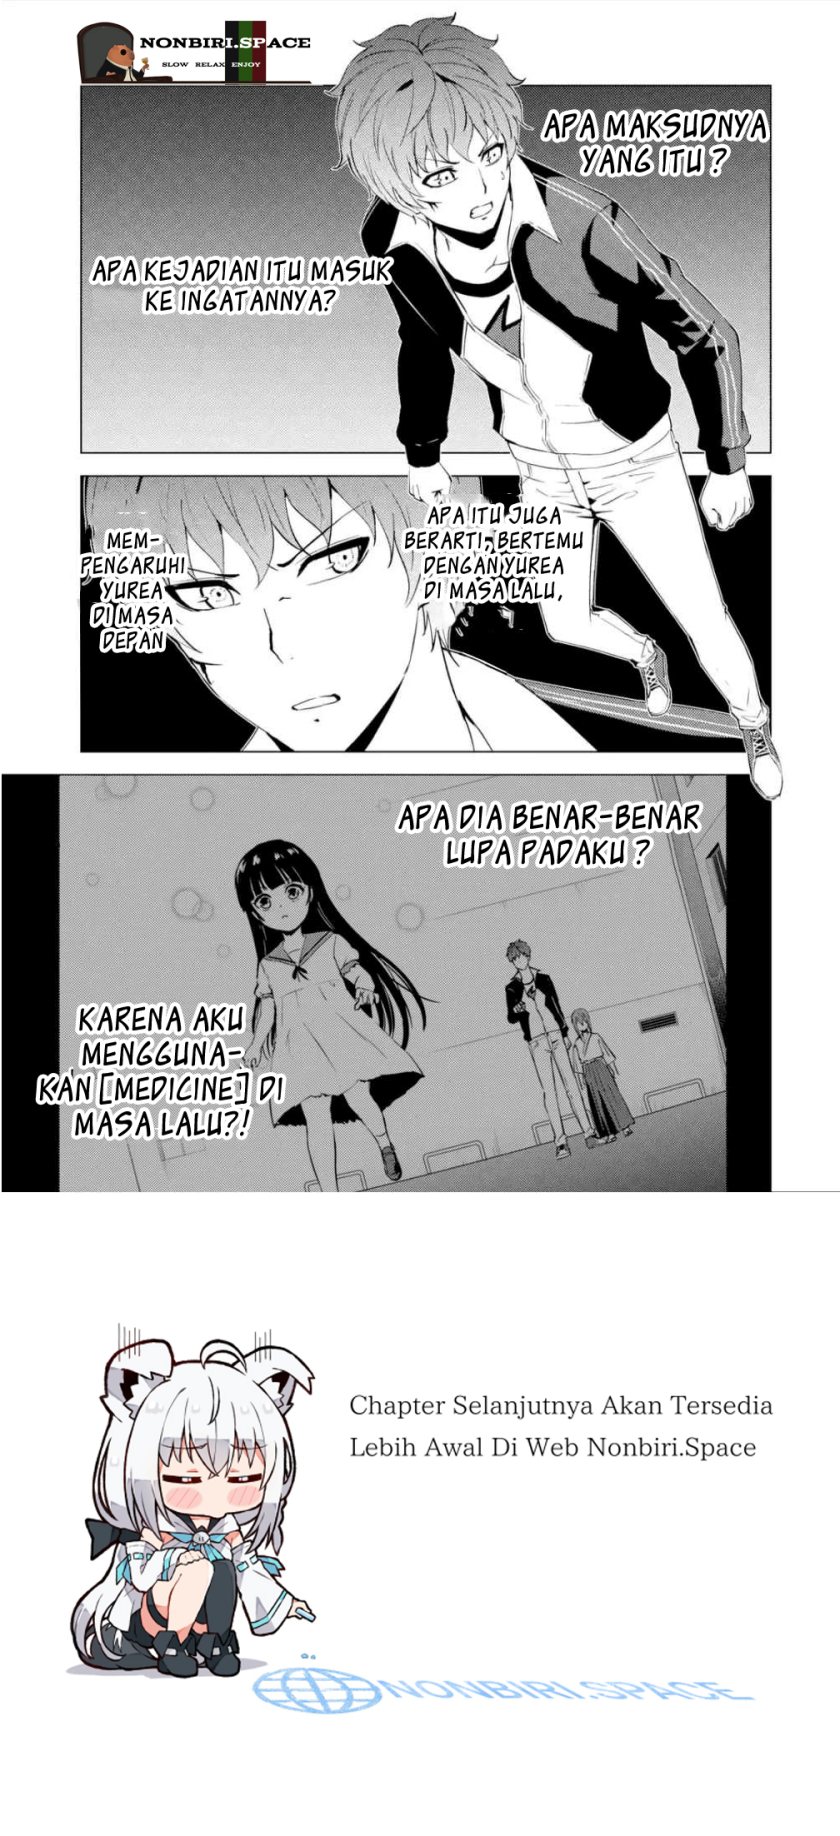 NONBIRI.SPACE
SLOW RELAX ENJOY
APA MAKSUDNYA
YANG ITU ?
APA KEJADIAN ITU MASUK
KE INGATANNYA?
APA ITU JUGA
BERARTI, BERTEMU
DENGAN YUREA
DI MASA LALU,
MEM-
PENGARUHI
YUREA
DI MASA
DEPAN
APA DIA BENAR-BENAR
LUPA PADAKU ?
KARENA AKU
MENGGUNA-
KAN [MEDICINE] DI
MASA LALU?!
Chapter Selanjutnya Akan Tersedia
Lebih Awal Di Web Nonbiri.Space
NONBIRI.SPACE